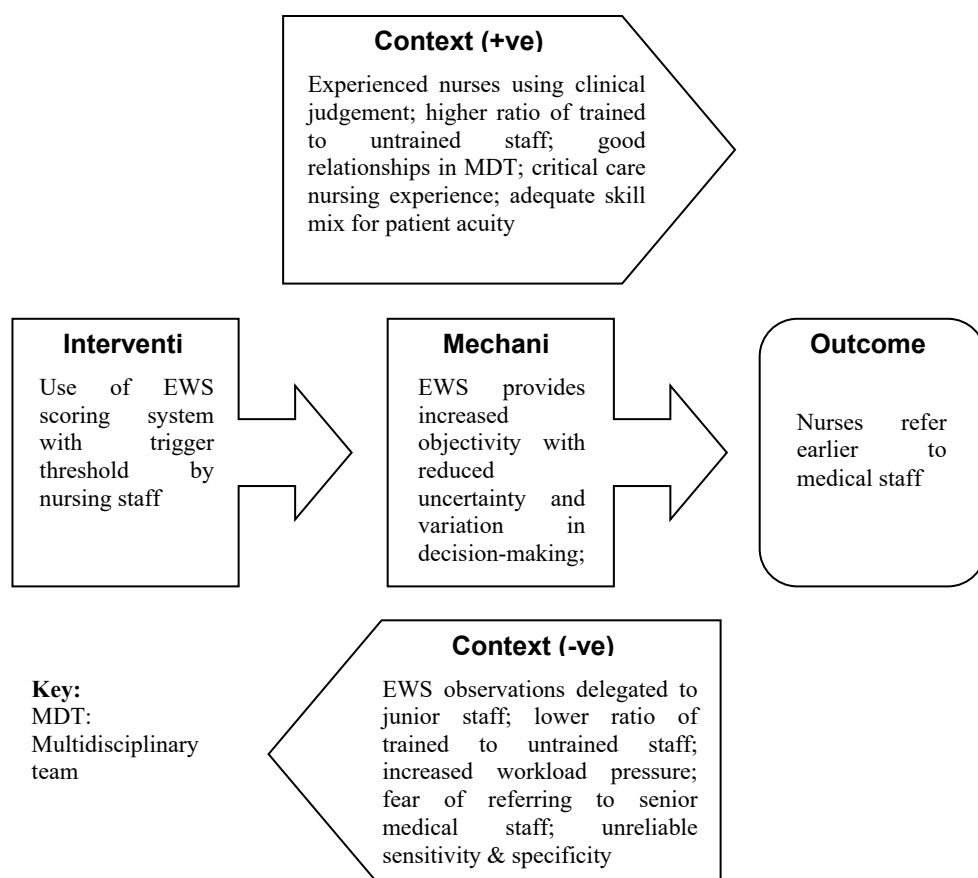 Context (+ve)
Experienced nurses using clinical
judgement; higher ratio of trained
to untrained staff; good
relationships in MDT; critical care
nursing experience; adequate skill
mix for patient acuity
Interventi
Use of EWS
scoring system
with trigger
threshold by
nursing staff
Mechani
EWS provides
increased
objectivity with
reduced
uncertainty and
variation in
decision-making;
Outcome
Nurses refer
earlier to
medical staff
Context (-ve)
EWS observations delegated to
junior staff; lower ratio of
trained to untrained staff;
increased workload pressure;
fear of referring to senior
medical staff; unreliable
sensitivity & specificity
Key:
MDT:
Multidisciplinary
team